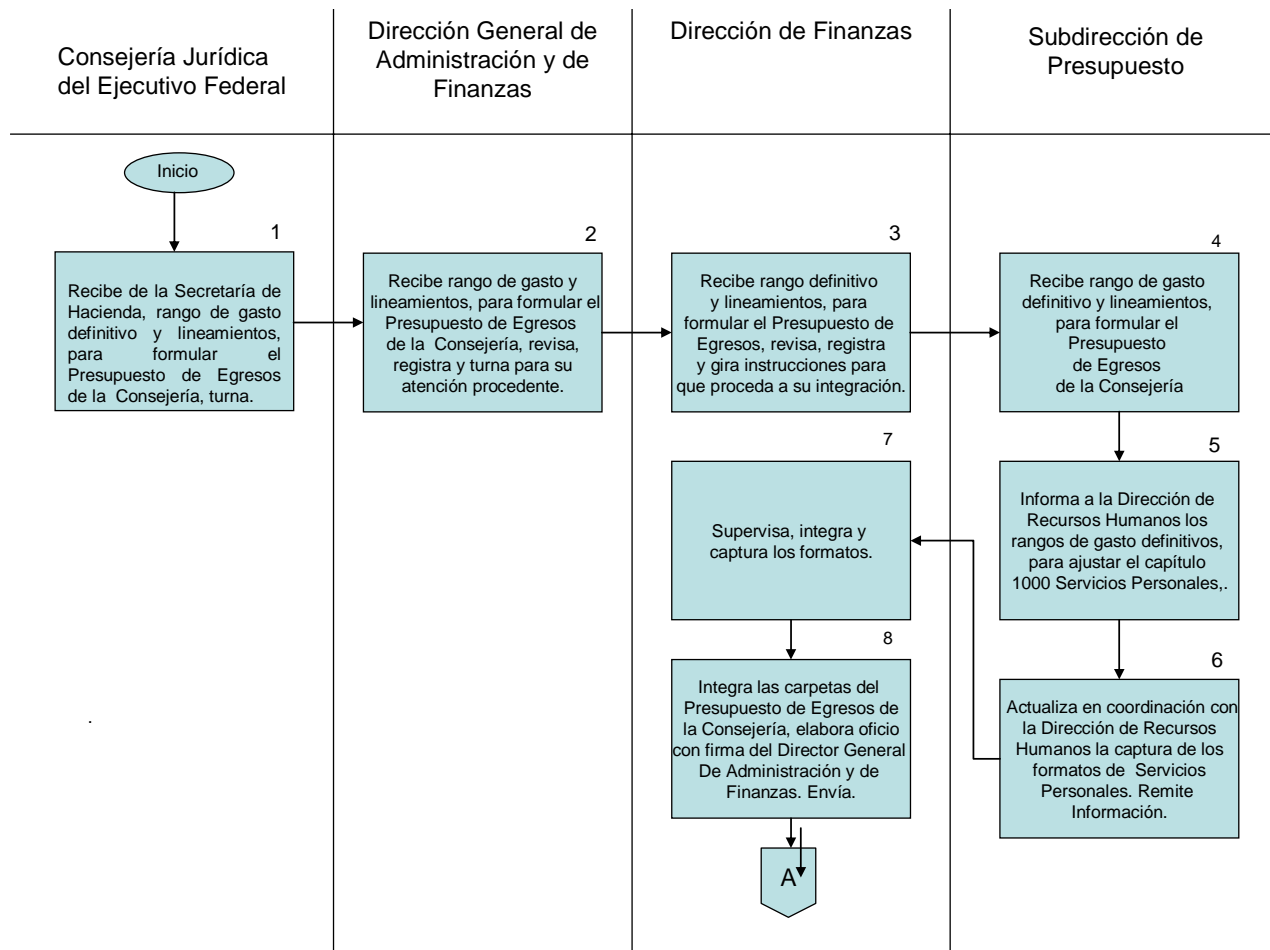 Consejería Jurídica
del Ejecutivo Federal
Dirección General de
Administración y de
Finanzas
Dirección de Finanzas
Subdirección de
Presupuesto
Inicio
1
Recibe de la Secretaría de
Hacienda, rango de gasto
definitivo y lineamientos,
para formular el
Presupuesto de Egresos
de la Consejería, turna.
2
Recibe rango de gasto y
lineamientos, para formular el
Presupuesto de Egresos
de la Consejería, revisa,
registra y turna para su
atención procedente.
3
Recibe rango definitivo
y lineamientos, para
formular el Presupuesto de
Egresos, revisa, registra
y gira instrucciones para
que proceda a su integración.
4
Recibe rango de gasto
definitivo y lineamientos,
para formular el
Presupuesto
de Egresos
de la Consejería
5
Informa a la Dirección de
Recursos Humanos los
rangos de gasto definitivos,
para ajustar el capítulo
1000 Servicios Personales,.
6
Actualiza en coordinación con
la Dirección de Recursos
Humanos la captura de los
formatos de Servicios
Personales. Remite
Información.
7
Supervisa, integra y
captura los formatos.
8
Integra las carpetas del
Presupuesto de Egresos de
la Consejería, elabora oficio
con firma del Director General
De Administración y de
Finanzas. Envía.
A
.